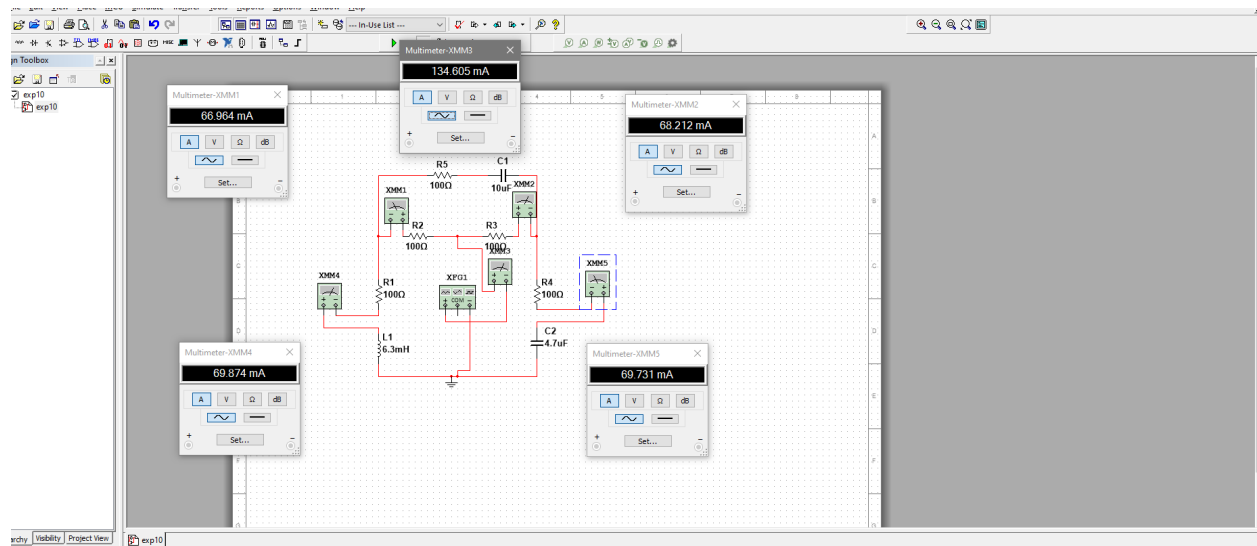 --- In-Use List ---
gn Toolbox
exp10
exp10
Multimeter-XMM1
66.964 mA
A V Ω dB
+ Set... -
Multimeter-XMM3
134.605 mA
A V Ω dB
+ Set... -
Multimeter-XMM2
68.212 mA
A V Ω dB
+ Set... -
R5
100Ω
C1
10uF
XMM1
XMM2
R2
100Ω
R3
100Ω
XMM3
XMM4
R1
100Ω
XFG1
COM
R4
100Ω
XMM5
L1
6.3mH
C2
4.7uF
Multimeter-XMM4
69.874 mA
A V Ω dB
+ Set... -
Multimeter-XMM5
69.731 mA
A V Ω dB
+ Set... -
archy Visibility Project View
exp10